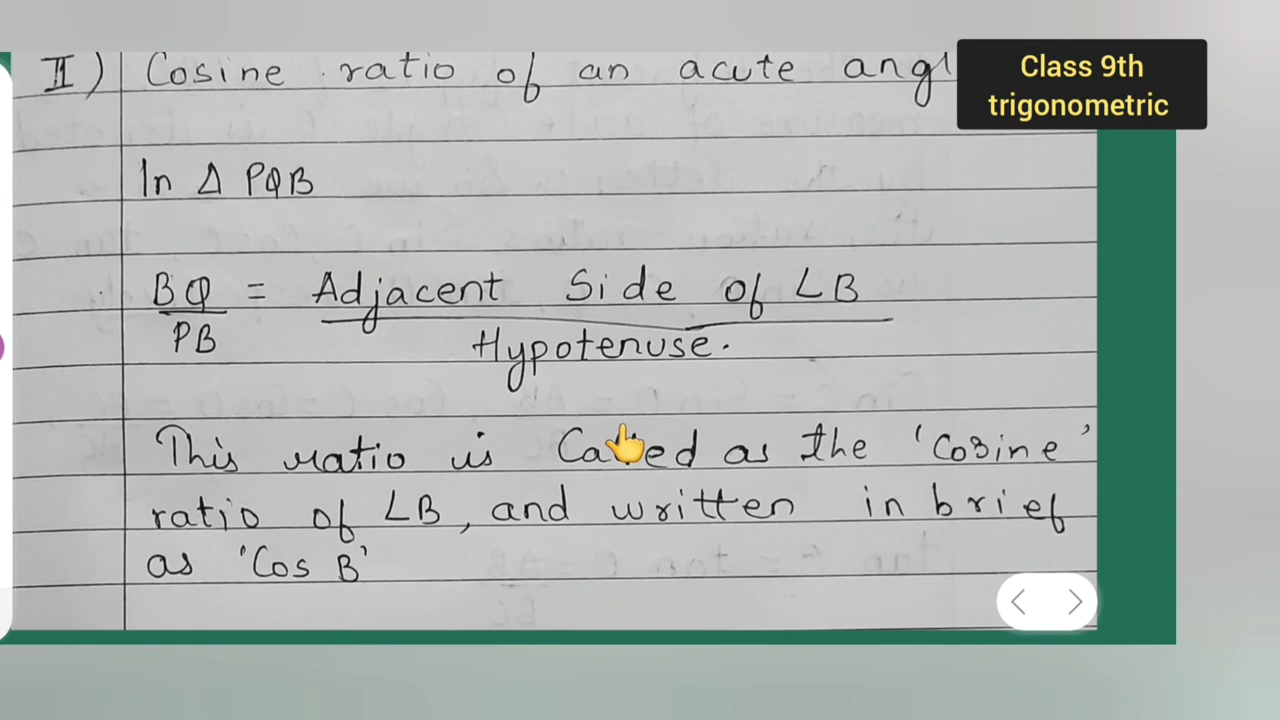 II) Cosine ratio of an acute angl
Class 9th
trigonometric
In Δ PQB
BQ = Adjacent Side of ∠B
PB Hypotenuse.
This ratio is Called as the 'Cosine'
ratio of ∠B, and written in brief
as 'Cos B'